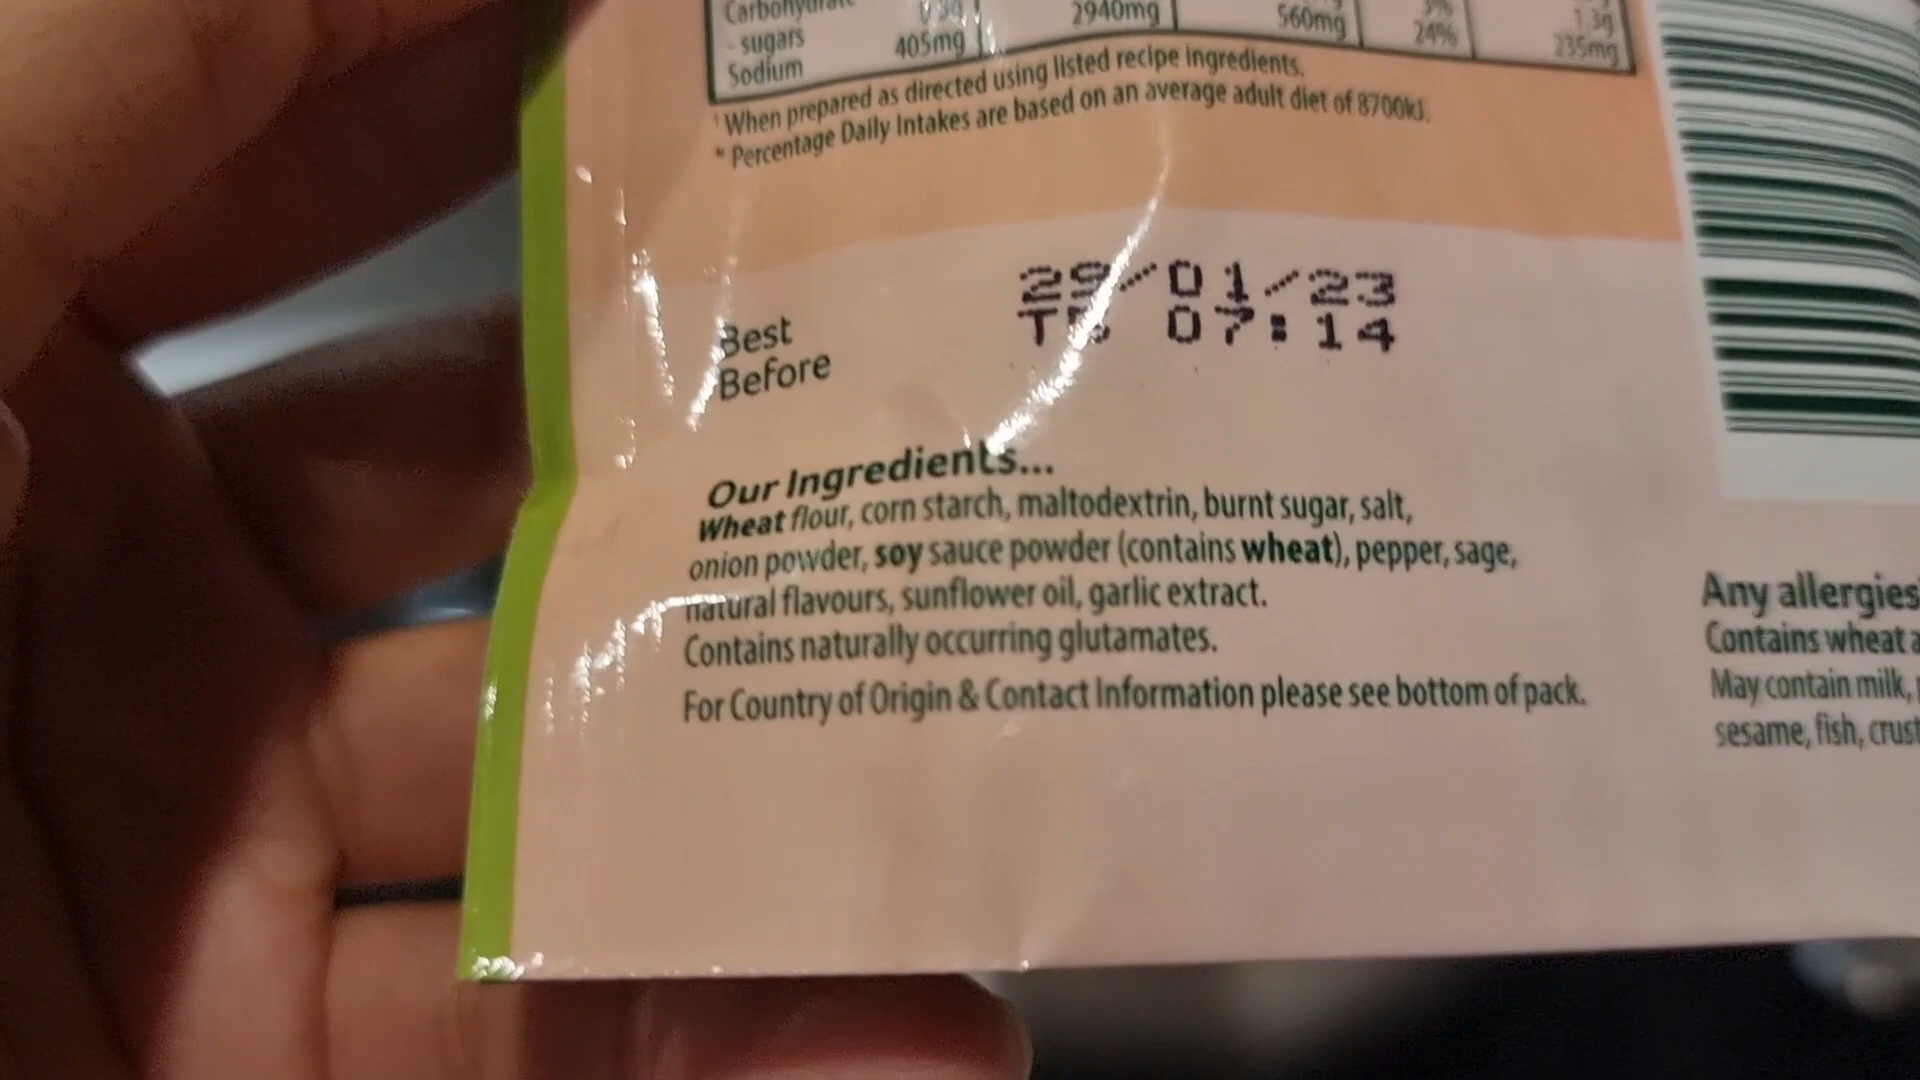 Carbohydrate
- sugars 2940mg 560mg 24% 1.3g
Sodium 405mg 235mg
¹ When prepared as directed using listed recipe ingredients.
* Percentage Daily Intakes are based on an average adult diet of 8700kJ.
Best
Before
01/23
07:14
Our Ingredients...
Wheat flour, corn starch, maltodextrin, burnt sugar, salt,
onion powder, soy sauce powder (contains wheat), pepper, sage,
natural flavours, sunflower oil, garlic extract.
Contains naturally occurring glutamates.
For Country of Origin & Contact Information please see bottom of pack.
Any allergies
Contains wheat
May contain milk,
sesame, fish,